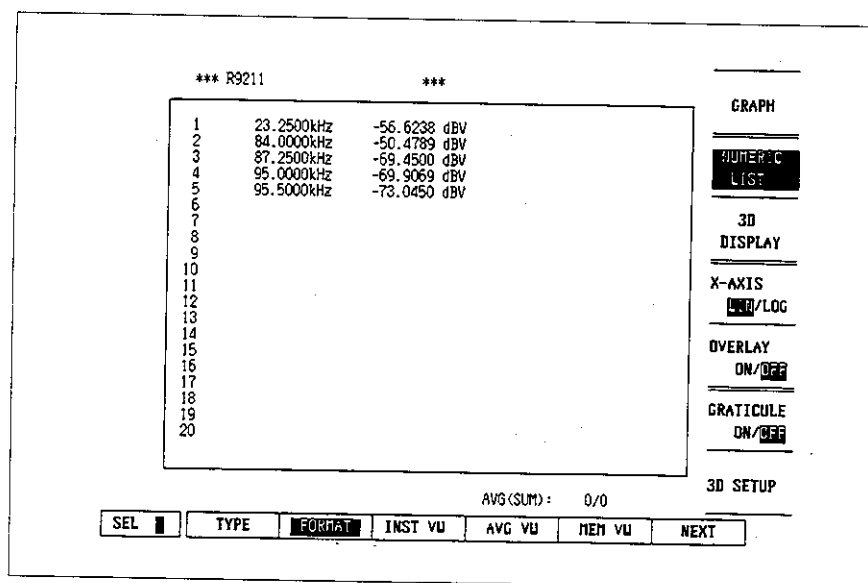 *** R9211 ***
1 23.2500kHz -56.6238 dBV
2 84.0000kHz -50.4789 dBV
3 87.2500kHz -69.4500 dBV
4 95.0000kHz -69.9069 dBV
5 95.5000kHz -73.0450 dBV
6
7
8
9
10
11
12
13
14
15
16
17
18
19
20
AVG(SUM): 0/0
GRAPH
NUMERIC
LIST
3D
DISPLAY
X-AXIS
LIN/LOG
OVERLAY
ON/OFF
GRATICULE
ON/OFF
3D SETUP
SEL TYPE FORMAT INST VU AVG VU MEM VU NEXT